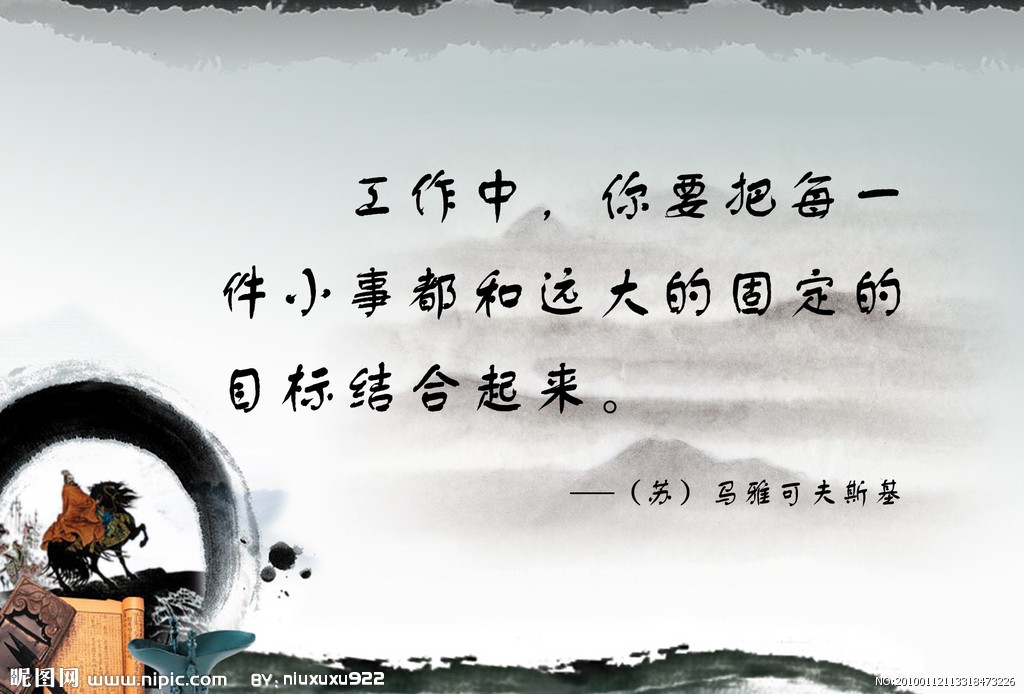 工作中，你要把每一
件小事都和远大的固定的
目标结合起来。
——（苏）马雅可夫斯基
昵图网 www.nipic.com BY:niuxuxu922
NO:20100112113318473226